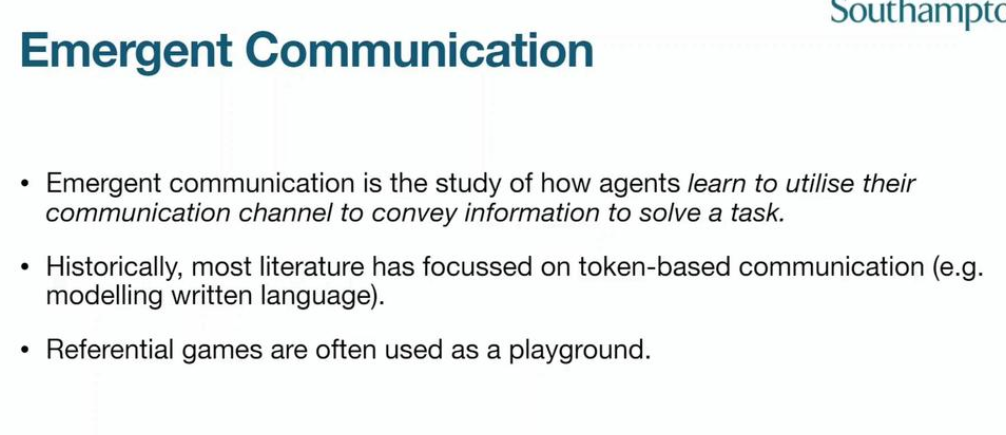 Emergent Communication
• Emergent communication is the study of how agents learn to utilise their
communication channel to convey information to solve a task.
• Historically, most literature has focussed on token-based communication (e.g.
modelling written language).
• Referential games are often used as a playground.